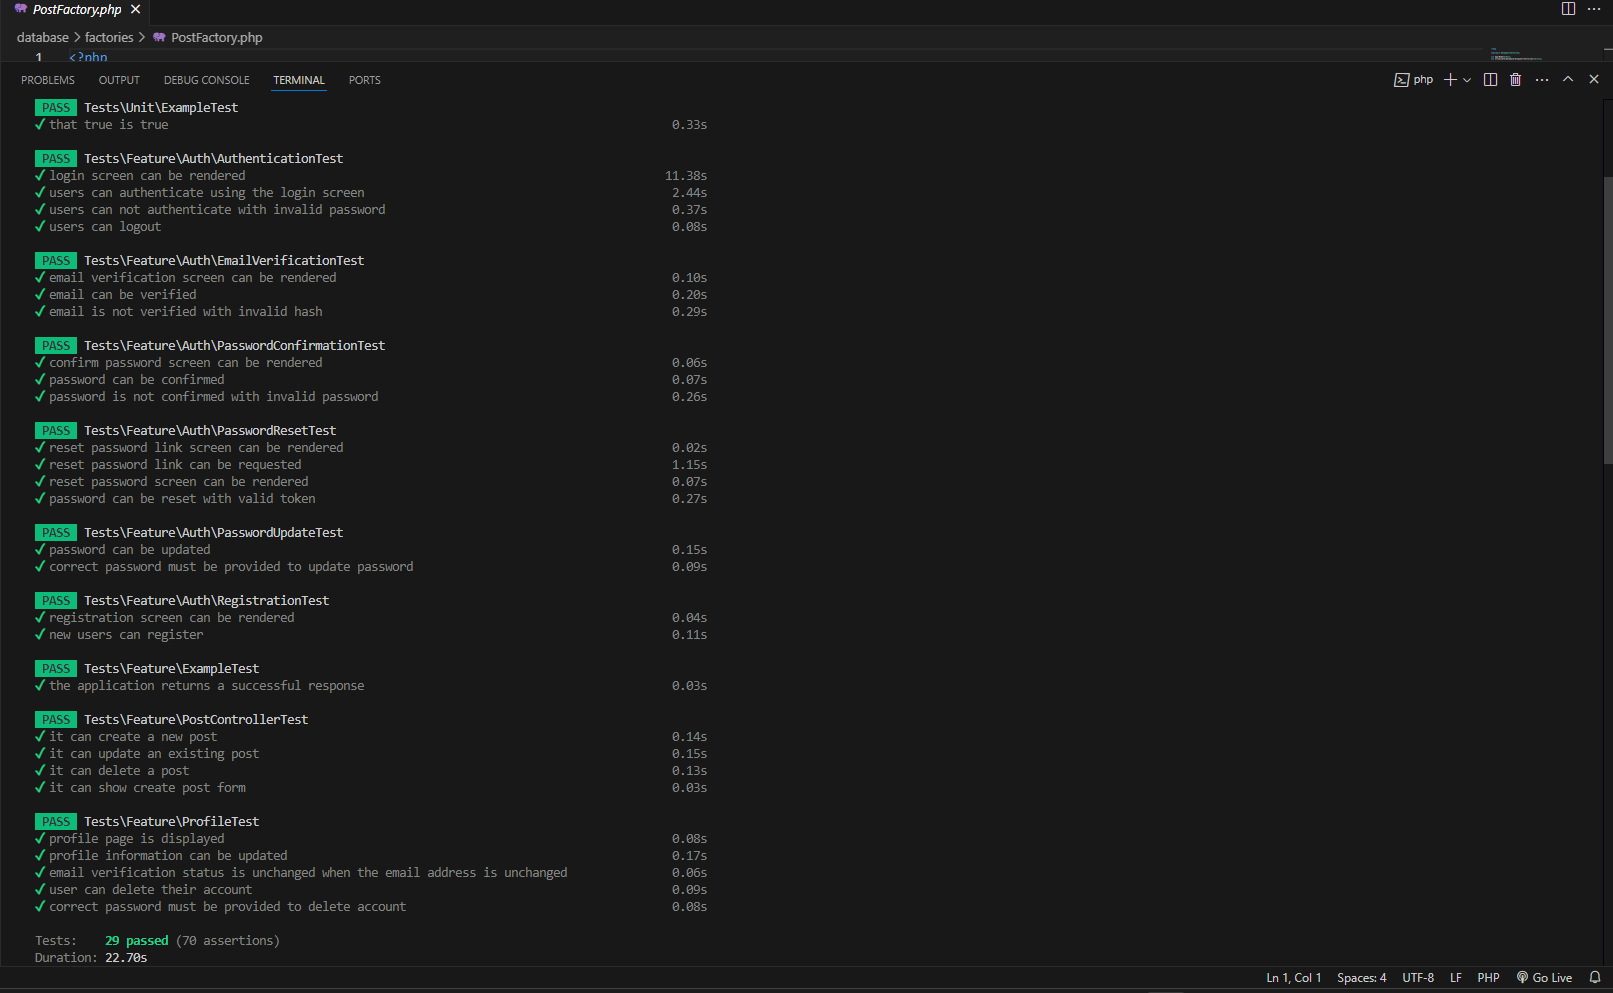 PostFactory.php
database > factories > PostFactory.php
1 <?php
PROBLEMS OUTPUT DEBUG CONSOLE TERMINAL PORTS php
PASS Tests\Unit\ExampleTest
✓ that true is true 0.33s
PASS Tests\Feature\Auth\AuthenticationTest
✓ login screen can be rendered 11.38s
✓ users can authenticate using the login screen 2.44s
✓ users can not authenticate with invalid password 0.37s
✓ users can logout 0.08s
PASS Tests\Feature\Auth\EmailVerificationTest
✓ email verification screen can be rendered 0.10s
✓ email can be verified 0.20s
✓ email is not verified with invalid hash 0.29s
PASS Tests\Feature\Auth\PasswordConfirmationTest
✓ confirm password screen can be rendered 0.06s
✓ password can be confirmed 0.07s
✓ password is not confirmed with invalid password 0.26s
PASS Tests\Feature\Auth\PasswordResetTest
✓ reset password link screen can be rendered 0.02s
✓ reset password link can be requested 1.15s
✓ reset password screen can be rendered 0.07s
✓ password can be reset with valid token 0.27s
PASS Tests\Feature\Auth\PasswordUpdateTest
✓ password can be updated 0.15s
✓ correct password must be provided to update password 0.09s
PASS Tests\Feature\Auth\RegistrationTest
✓ registration screen can be rendered 0.04s
✓ new users can register 0.11s
PASS Tests\Feature\ExampleTest
✓ the application returns a successful response 0.03s
PASS Tests\Feature\PostControllerTest
✓ it can create a new post 0.14s
✓ it can update an existing post 0.15s
✓ it can delete a post 0.13s
✓ it can show create post form 0.03s
PASS Tests\Feature\ProfileTest
✓ profile page is displayed 0.08s
✓ profile information can be updated 0.17s
✓ email verification status is unchanged when the email address is unchanged 0.06s
✓ user can delete their account 0.09s
✓ correct password must be provided to delete account 0.08s
Tests: 29 passed (70 assertions)
Duration: 22.70s
Ln 1, Col 1 Spaces: 4 UTF-8 LF PHP Go Live